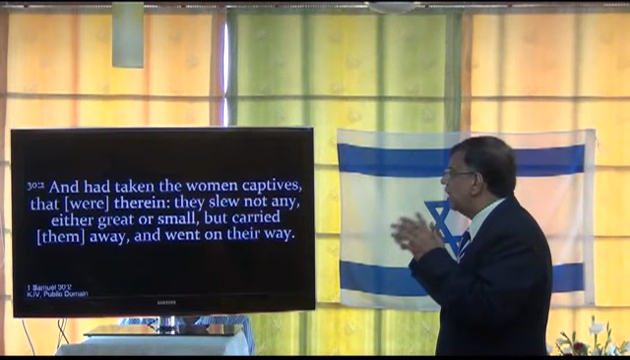 30:2 And had taken the women captives,
that [were] therein: they slew not any,
either great or small, but carried
[them] away, and went on their way.
1 Samuel 30:2
KJV, Public Domain
SAMSUNG